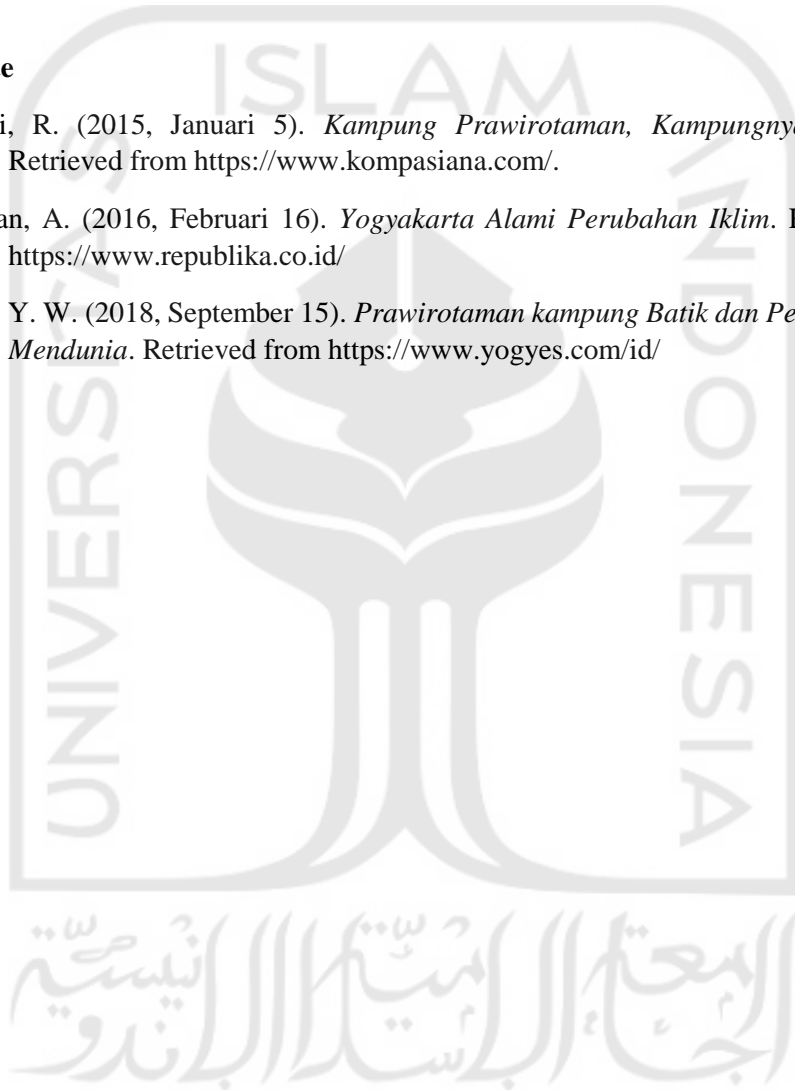 ISLAM
e
i, R. (2015, Januari 5). Kampung Prawirotaman, Kampungnya
Retrieved from https://www.kompasiana.com/.
an, A. (2016, Februari 16). Yogyakarta Alami Perubahan Iklim.
https://www.republika.co.id/
Y. W. (2018, September 15). Prawirotaman kampung Batik dan Pe
Mendunia. Retrieved from https://www.yogyes.com/id/
UNIVERSITAS
INDONESIA